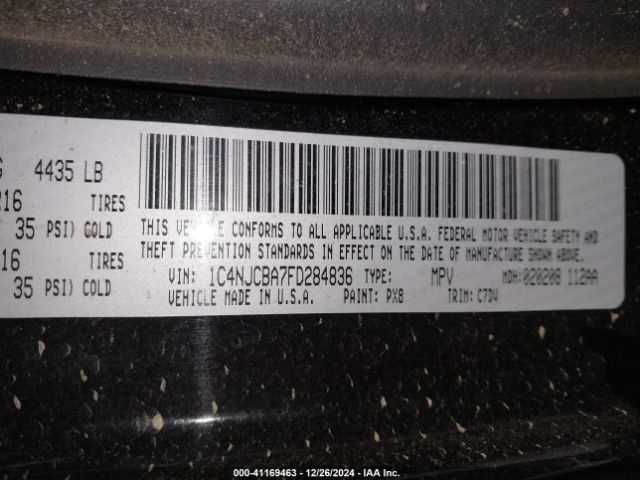 4435 LB
216 TIRES
35 PSI) COLD
16 TIRES
35 PSI) COLD
THIS VEHICLE CONFORMS TO ALL APPLICABLE U.S.A. FEDERAL MOTOR VEHICLE SAFETY AND
THEFT PREVENTION STANDARDS IN EFFECT ON THE DATE OF MANUFACTURE SHOWN ABOVE.
VIN: 1C4NJCBA7FD284836 TYPE: MPV MDH: 020208 112AA
VEHICLE MADE IN U.S.A. PAINT: PX8 TRIM: C7DV
000-41169463 - 12/26/2024 - IAA Inc.